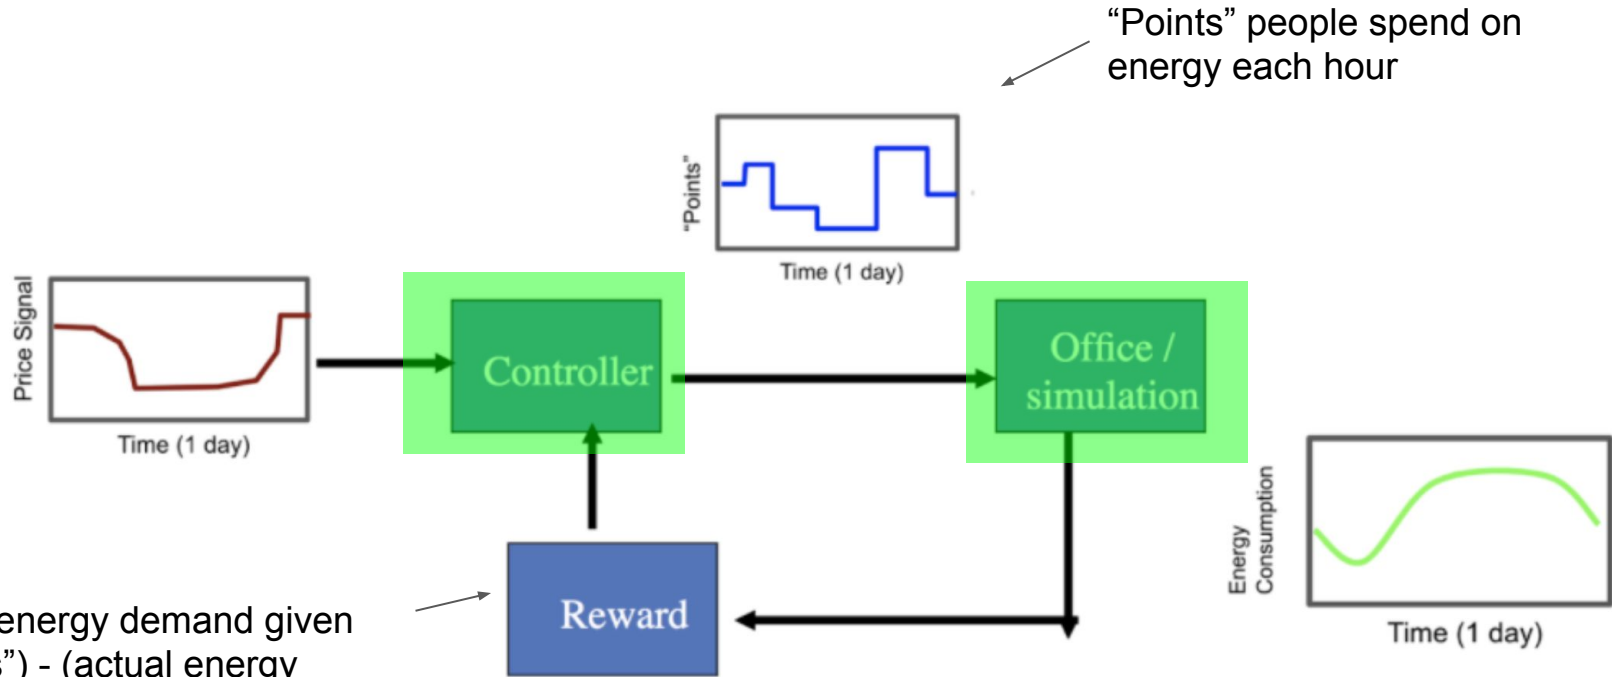 “Points” people spend on
energy each hour
“Points”
Time (1 day)
Price Signal
Time (1 day)
Controller
Office /
simulation
Energy
Consumption
Time (1 day)
Reward
energy demand given
”) - (actual energy